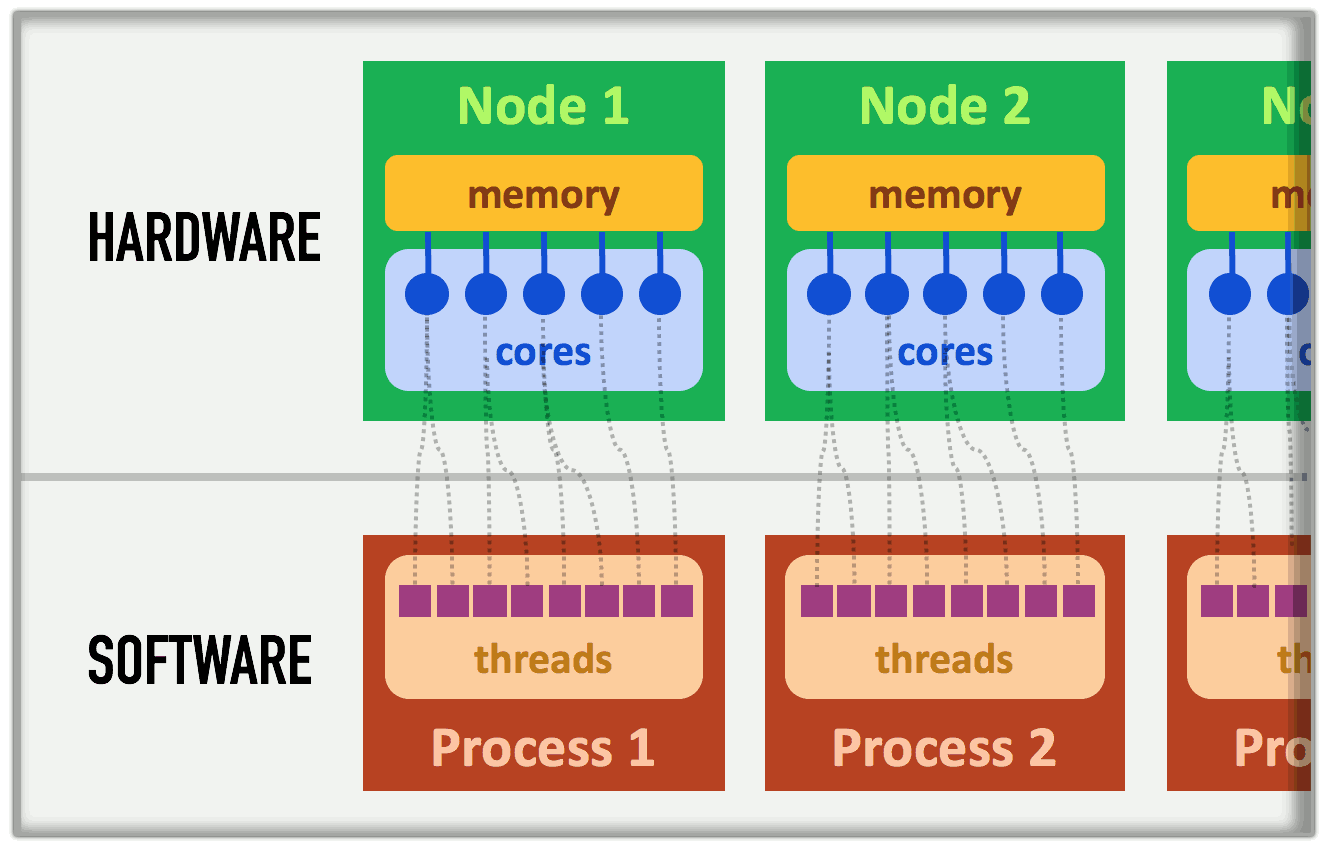 HARDWARE
Node 1
memory
cores
Node 2
memory
cores
SOFTWARE
threads
Process 1
threads
Process 2